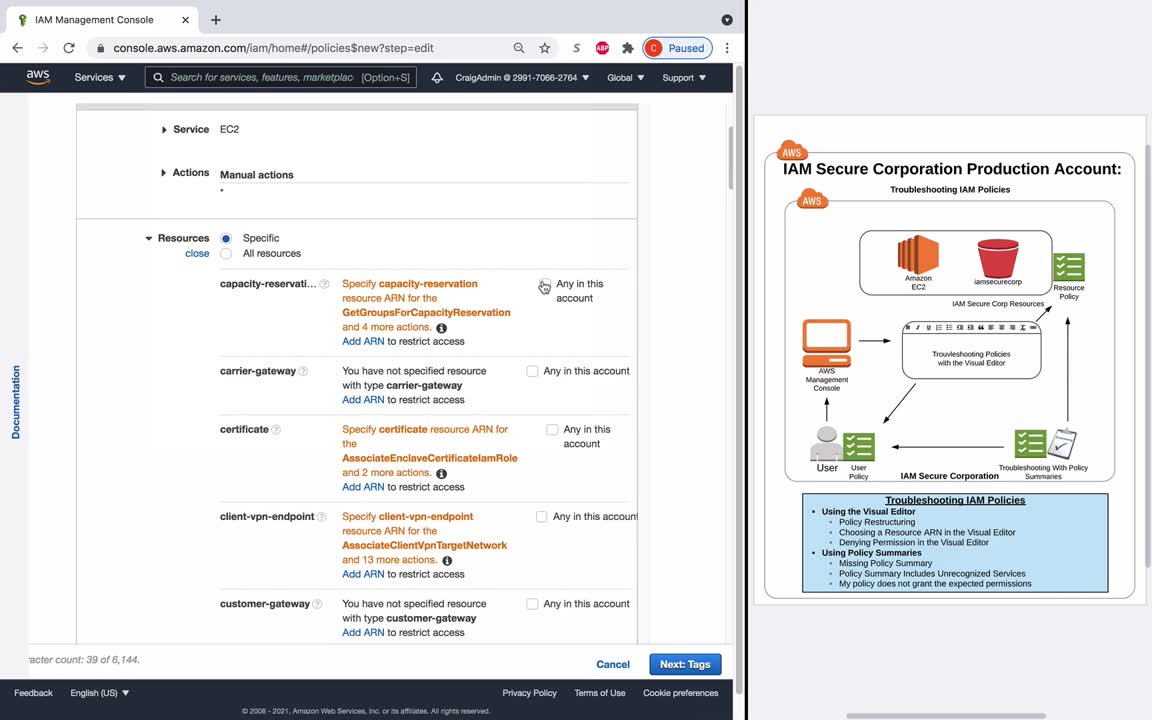 IAM Management Console
console.aws.amazon.com/iam/home#/policies$new?step=edit
S
ABP
C Paused
aws Services Search for services, features, marketplac [Option+S] CraigAdmin @ 2991-7066-2764 Global Support
Service EC2
Actions Manual actions
*
Resources Specific
close All resources
capacity-reservati... Specify capacity-reservation
resource ARN for the
GetGroupsForCapacityReservation
and 4 more actions.
Add ARN to restrict access
Any in this
account
carrier-gateway You have not specified resource
with type carrier-gateway
Add ARN to restrict access
Any in this account
certificate Specify certificate resource ARN for
the
AssociateEnclaveCertificateIamRole
and 2 more actions.
Add ARN to restrict access
Any in this
account
client-vpn-endpoint Specify client-vpn-endpoint
resource ARN for the
AssociateClientVpnTargetNetwork
and 13 more actions.
Add ARN to restrict access
Any in this account
customer-gateway You have not specified resource
with type customer-gateway
Add ARN to restrict access
Any in this account
Documentation
racter count: 39 of 6,144.
Cancel Next: Tags
Feedback English (US) Privacy Policy Terms of Use Cookie preferences
© 2008 - 2021, Amazon Web Services, Inc. or its affiliates. All rights reserved.
AWS
IAM Secure Corporation Production Account:
Troubleshooting IAM Policies
AWS
Amazon
EC2
iamsecurecorp
Resource
Policy
IAM Secure Corp Resources
Trouvleshooting Policies
with the Visual Editor
AWS
Management
Console
User
User
Policy
IAM Secure Corporation
Troubleshooting With Policy
Summaries
Troubleshooting IAM Policies
• Using the Visual Editor
Policy Restructuring
Choosing a Resource ARN in the Visual Editor
Denying Permission in the Visual Editor
• Using Policy Summaries
Missing Policy Summary
Policy Summary Includes Unrecognized Services
My policy does not grant the expected permissions